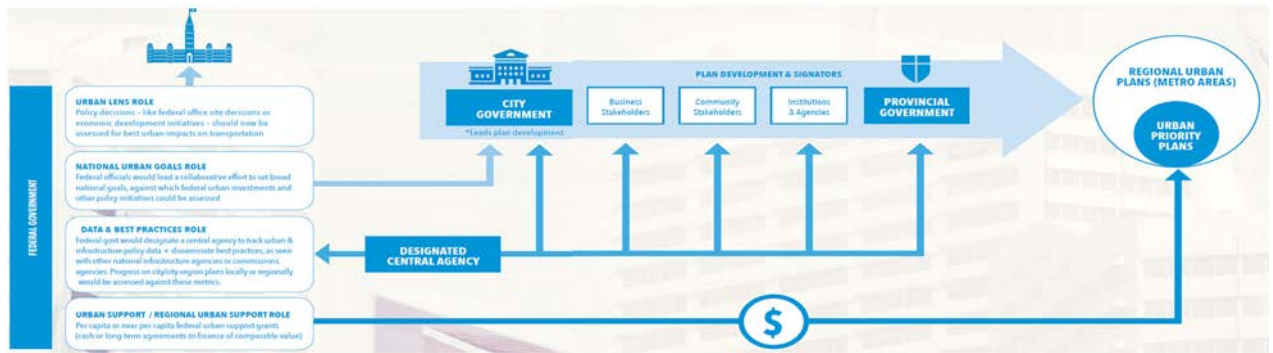 FEDERAL GOVERNMENT
URBAN LENS ROLE
Policy decisions – like federal office site decisions or
economic development initiatives – should now be
assessed for best urban impacts on transportation
NATIONAL URBAN GOALS ROLE
Federal officials would lead a collaborative effort to set broad
national goals, against which federal urban investments and
other policy initiatives could be assessed
DATA & BEST PRACTICES ROLE
Federal govt would designate a central agency to track urban &
infrastructure policy data + disseminate best practices, as seen
with other national infrastructure agencies or commissions.
agencies. Progress on city/city-region plans locally or regionally
would be assessed against these metrics.
URBAN SUPPORT / REGIONAL URBAN SUPPORT ROLE
Per capita or near per capita federal urban support grants
(cash or long term agreements to finance of comparable value)
PLAN DEVELOPMENT & SIGNATORS
CITY
GOVERNMENT
*Leads plan development
Business
Stakeholders
Community
Stakeholders
Institutions
& Agencies
PROVINCIAL
GOVERNMENT
DESIGNATED
CENTRAL AGENCY
$
REGIONAL URBAN
PLANS (METRO AREAS)
URBAN
PRIORITY
PLANS